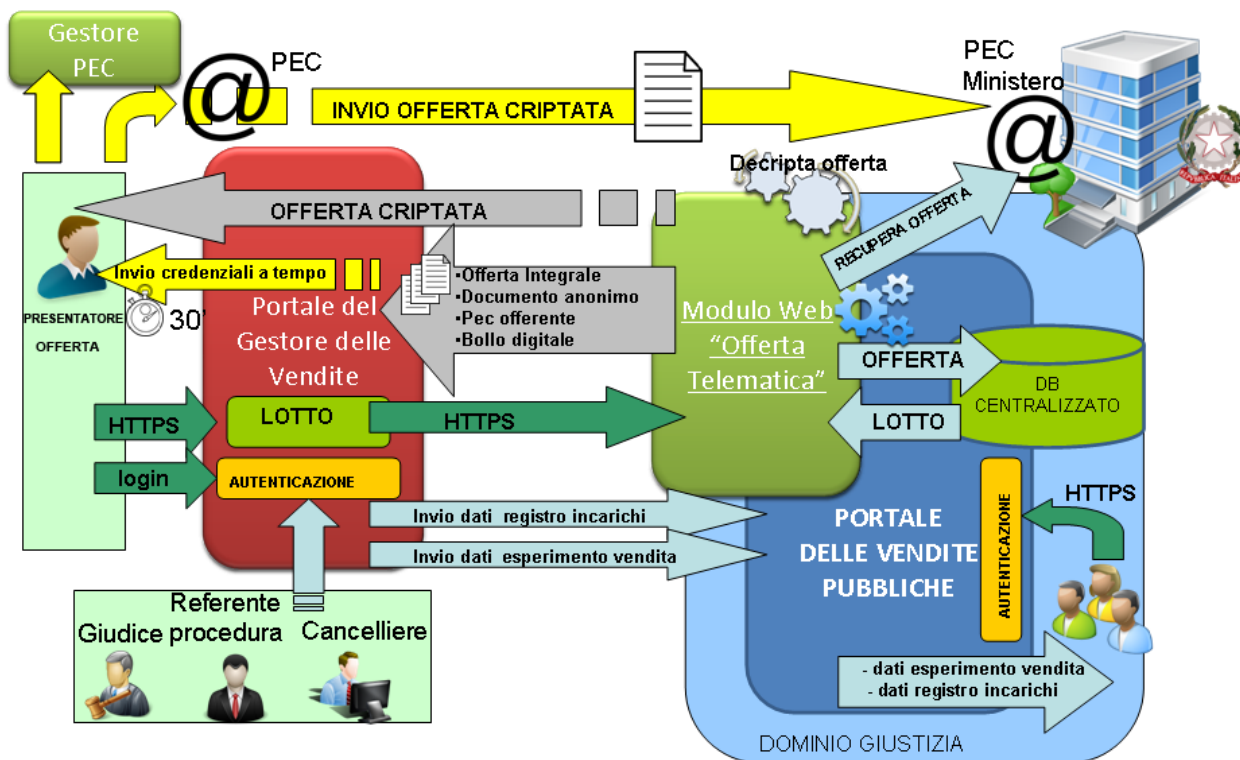 Gestore
PEC
@
PEC
INVIO OFFERTA CRIPTATA
PEC
Ministero
@
REPVBBLICA ITALIANA
Decripta offerta
OFFERTA CRIPTATA
RECUPERA OFFERTA
Invio credenziali a tempo
30'
PRESENTATORE
OFFERTA
▪Offerta Integrale
▪Documento anonimo
▪Pec offerente
▪Bollo digitale
Portale del
Gestore delle
Vendite
Modulo Web
"Offerta
Telematica"
OFFERTA
LOTTO
DB
CENTRALIZZATO
HTTPS
LOTTO
HTTPS
login
AUTENTICAZIONE
Invio dati registro incarichi
Invio dati esperimento vendita
PORTALE
DELLE VENDITE
PUBBLICHE
AUTENTICAZIONE
HTTPS
Referente
Giudice procedura Cancelliere
- dati esperimento vendita
- dati registro incarichi
DOMINIO GIUSTIZIA